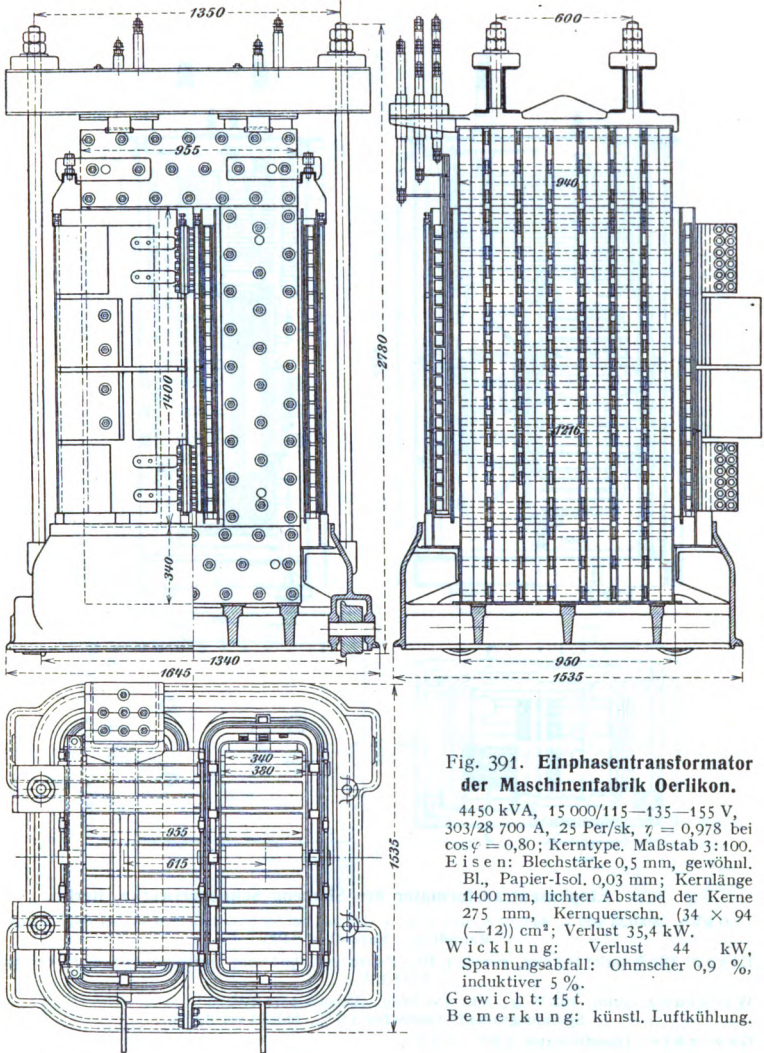 1350
600
955
940
1400
2780
1216
340
1340
1645
950
1535
340
380
955
615
1535
Fig. 391. Einphasentransformator
der Maschinenfabrik Oerlikon.
4450 kVA, 15 000/115—135—155 V,
303/28 700 A, 25 Per/sk, η = 0,978 bei
cos φ = 0,80; Kerntype. Maßstab 3:100.
Eisen: Blechstärke 0,5 mm, gewöhnl.
Bl., Papier-Isol. 0,03 mm; Kernlänge
1400 mm, lichter Abstand der Kerne
275 mm, Kernquerschn. (34 × 94
(—12)) cm²; Verlust 35,4 kW.
Wicklung: Verlust 44 kW,
Spannungsabfall: Ohmscher 0,9 %,
induktiver 5 %.
Gewicht: 15 t.
Bemerkung: künstl. Luftkühlung.